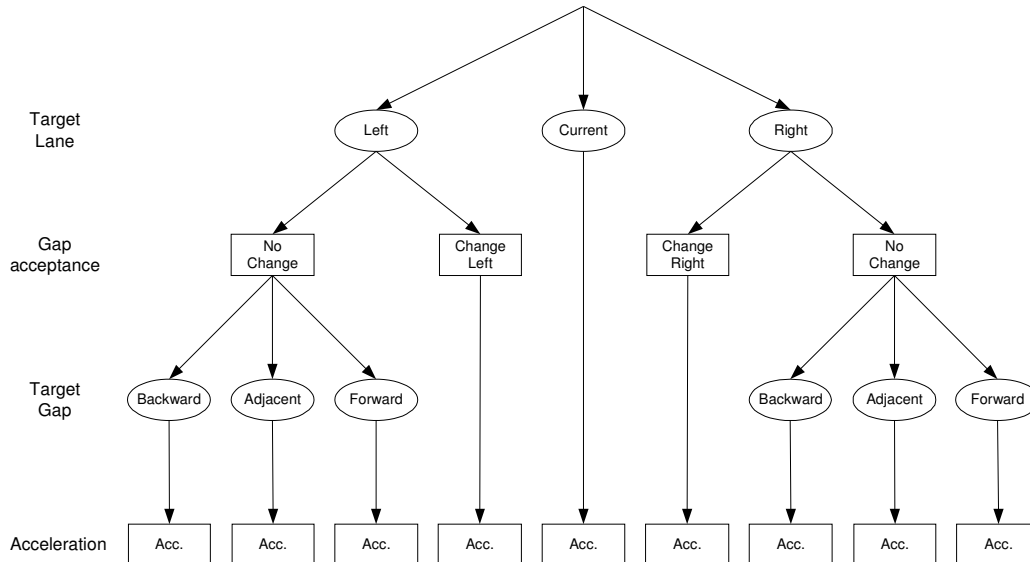 Target
Lane
Left
Current
Right
Gap
acceptance
No
Change
Change
Left
Change
Right
No
Change
Target
Gap
Backward
Adjacent
Forward
Backward
Adjacent
Forward
Acceleration
Acc.
Acc.
Acc.
Acc.
Acc.
Acc.
Acc.
Acc.
Acc.